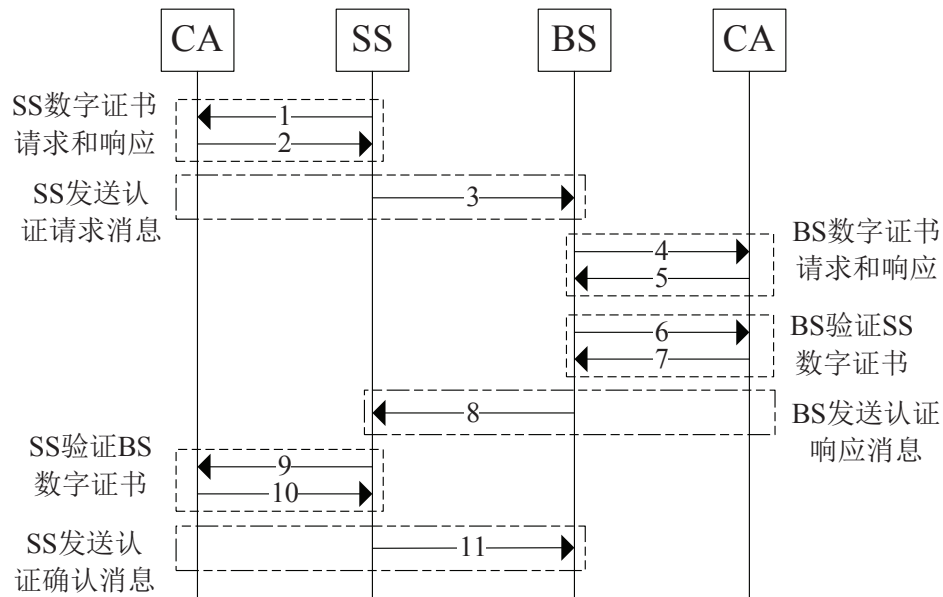 CA
SS
BS
CA
SS数字证书
请求和响应
1
2
SS发送认
证请求消息
3
BS数字证书
请求和响应
4
5
BS验证SS
数字证书
6
7
BS发送认证
响应消息
8
SS验证BS
数字证书
9
10
SS发送认
证确认消息
11